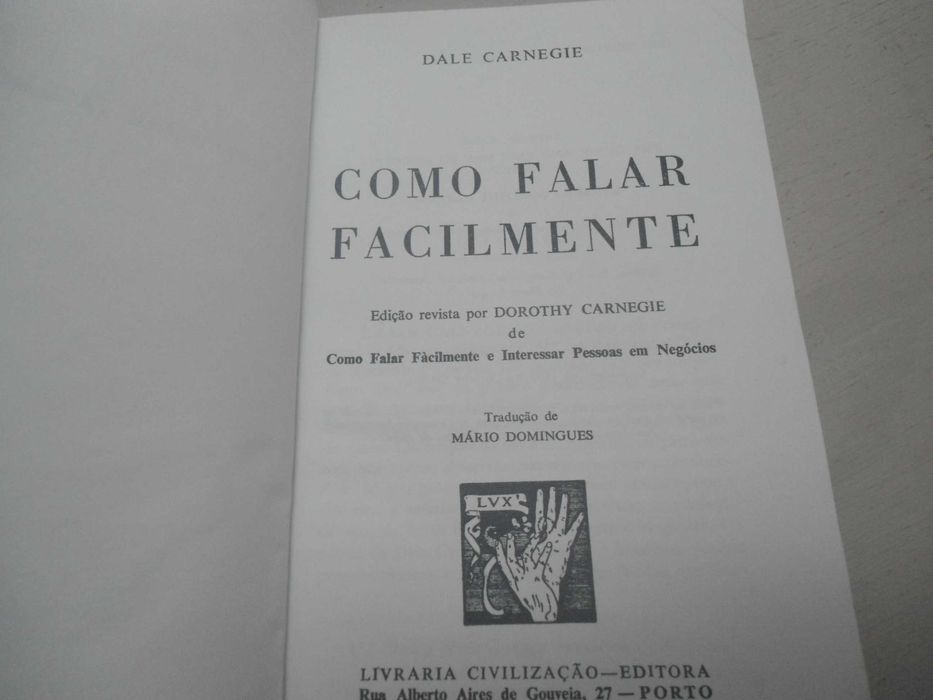 DALE CARNEGIE
COMO FALAR
FACILMENTE
Edição revista por DOROTHY CARNEGIE
de
Como Falar Fàcilmente e Interessar Pessoas em Negócios
Tradução de
MÁRIO DOMINGUES
LVX
LIVRARIA CIVILIZAÇÃO—EDITORA
Rua Alberto Aires de Gouveia, 27 — PORTO